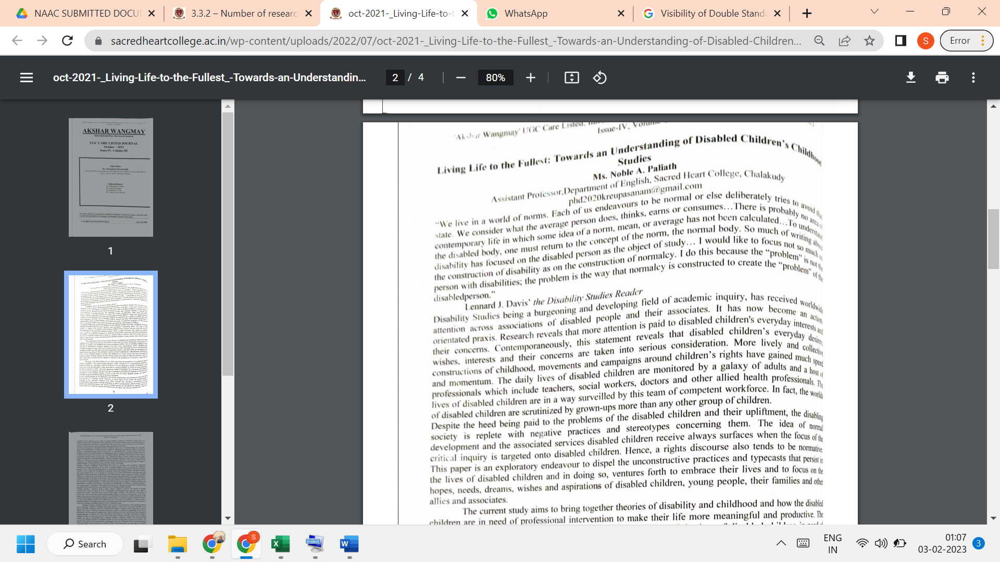 NAAC SUBMITTED DOCU
3.3.2 – Number of researc
oct-2021-_Living-Life-to-t
WhatsApp
Visibility of Double Standa
sacredheartcollege.ac.in/wp-content/uploads/2022/07/oct-2021-_Living-Life-to-the-Fullest_-Towards-an-Understanding-of-Disabled-Children...
S
Error
oct-2021-_Living-Life-to-the-Fullest_-Towards-an-Understandin...
2 / 4
80%
AKSHAR WANGMAY
International Peer Reviewed Journal
UGC CARE LISTED JOURNAL
October - 2021
Issue-IV, Volume-III
Chief Editor
Editorial Board
1
2
'Akshar Wangmay' UGC Care Listed,
Issue-IV,
Living Life to the Fullest: Towards an Understanding of Disabled Children's Childhoo
Studies
Ms. Noble A. Paliath
Assistant Professor,Department of English, Sacred Heart College, Chalakudy
phd2020kreupasanam@gmail.com
"We live in a world of norms. Each of us endeavours to be normal or else deliberately tries to avoid the
state. We consider what the average person does, thinks, earns or consumes…There is probably no area of
contemporary life in which some idea of a norm, mean, or average has not been calculated…To understand
the disabled body, one must return to the concept of the norm, the normal body. So much of writing about
disability has focused on the disabled person as the object of study… I would like to focus not so much on
the construction of disability as on the construction of normalcy. I do this because the "problem" is not the
person with disabilities; the problem is the way that normalcy is constructed to create the "problem" of the
disabledperson."
Lennard J. Davis' the Disability Studies Reader
Disability Studies being a burgeoning and developing field of academic inquiry, has received worldwide
attention across associations of disabled people and their associates. It has now become an action
orientated praxis. Research reveals that more attention is paid to disabled children's everyday interests and
their concerns. Contemporaneously, this statement reveals that disabled children's everyday desires,
wishes, interests and their concerns are taken into serious consideration. More lively and collective
constructions of childhood, movements and campaigns around children's rights have gained much speed
and momentum. The daily lives of disabled children are monitored by a galaxy of adults and a host of
professionals which include teachers, social workers, doctors and other allied health professionals. The
lives of disabled children are in a way surveilled by this team of competent workforce. In fact, the worlds
of disabled children are scrutinized by grown-ups more than any other group of children.
Despite the heed being paid to the problems of the disabled children and their upliftment, the disabling
society is replete with negative practices and stereotypes concerning them. The idea of normal
development and the associated services disabled children receive always surfaces when the focus of the
critical inquiry is targeted onto disabled children. Hence, a rights discourse also tends to be normative.
This paper is an exploratory endeavour to dispel the unconstructive practices and typecasts that persist in
the lives of disabled children and in doing so, ventures forth to embrace their lives and to focus on the
hopes, needs, dreams, wishes and aspirations of disabled children, young people, their families and other
allies and associates.
The current study aims to bring together theories of disability and childhood and how the disabled
children are in need of professional intervention to make their life more meaningful and productive. The
Search
ENG
IN
01:07
03-02-2023
3